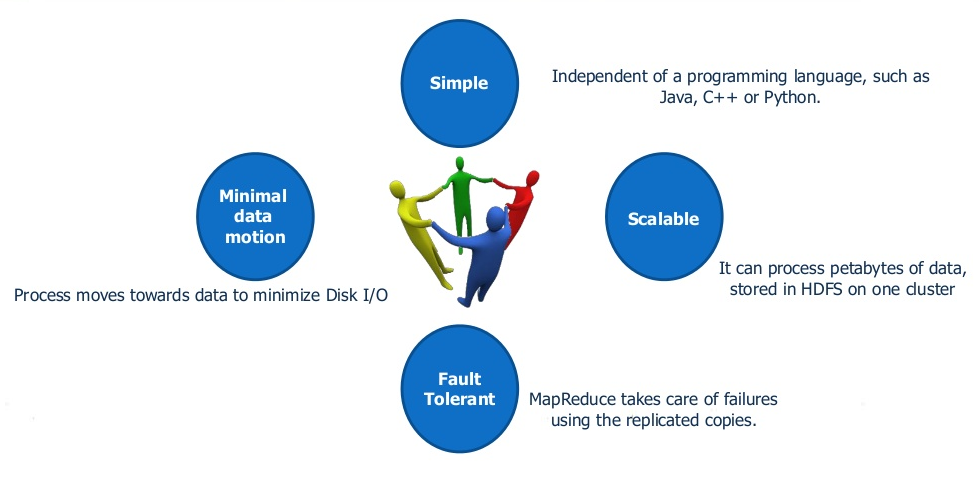 Simple
Independent of a programming language, such as
Java, C++ or Python.
Minimal
data
motion
Process moves towards data to minimize Disk I/O
Scalable
It can process petabytes of data,
stored in HDFS on one cluster
Fault
Tolerant
MapReduce takes care of failures
using the replicated copies.